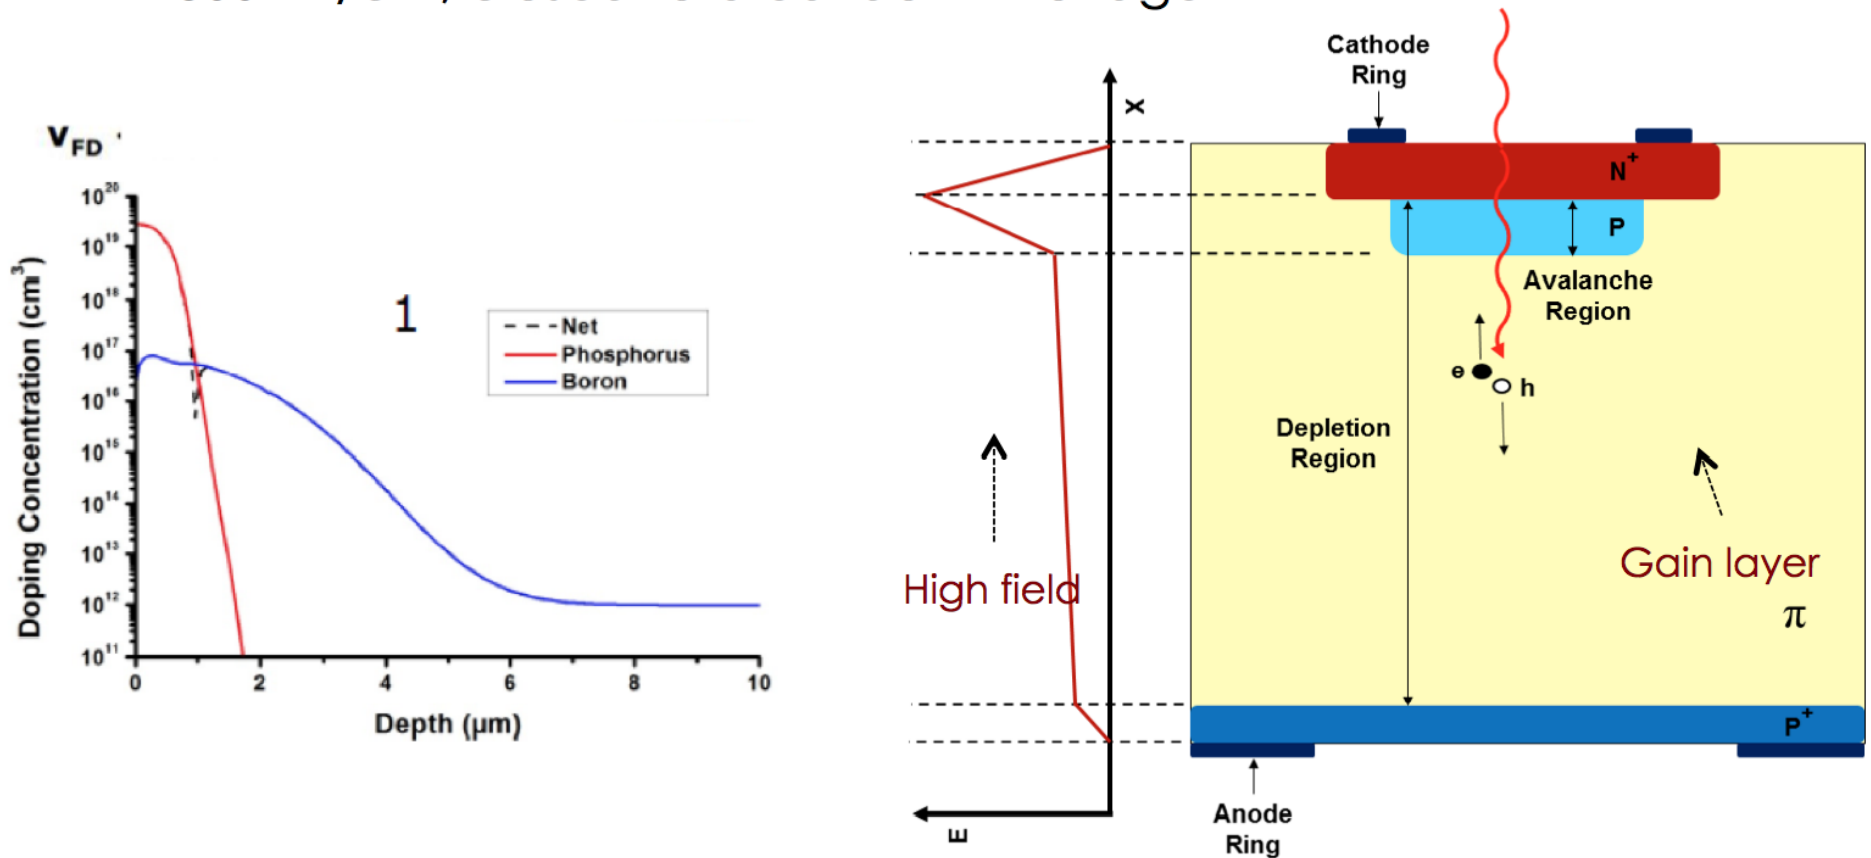 V_FD
10^20
10^19
10^18
10^17
10^16
10^15
10^14
10^13
10^12
10^11
0 2 4 6 8 10
Doping Concentration (cm^3)
Depth (μm)
1
Net
Phosphorus
Boron
High field
X
E
Cathode
Ring
N^+
P
Avalanche
Region
e
h
Depletion
Region
Gain layer
π
P^+
Anode
Ring